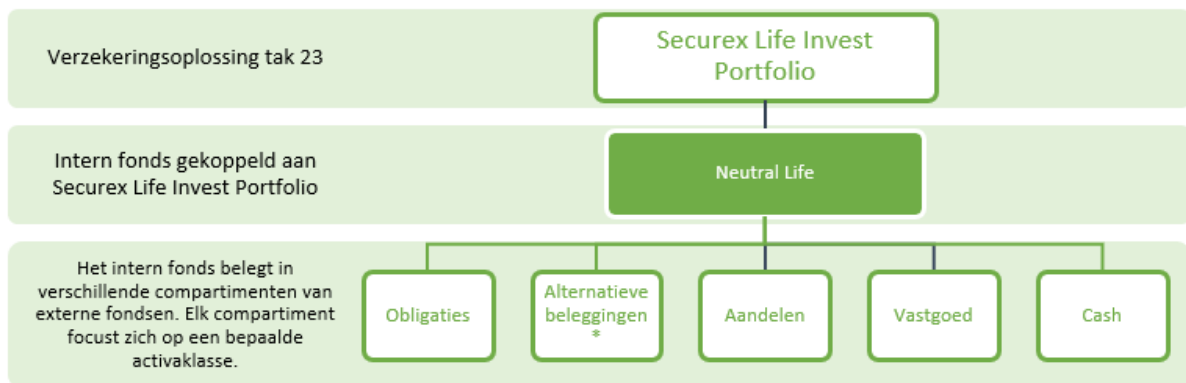 Verzekeringsoplossing tak 23
Securex Life Invest
Portfolio
Intern fonds gekoppeld aan
Securex Life Invest Portfolio
Neutral Life
Het intern fonds belegt in
verschillende compartimenten van
externe fondsen. Elk compartiment
focust zich op een bepaalde
activaklasse.
Obligaties
Alternatieve
beleggingen
*
Aandelen
Vastgoed
Cash